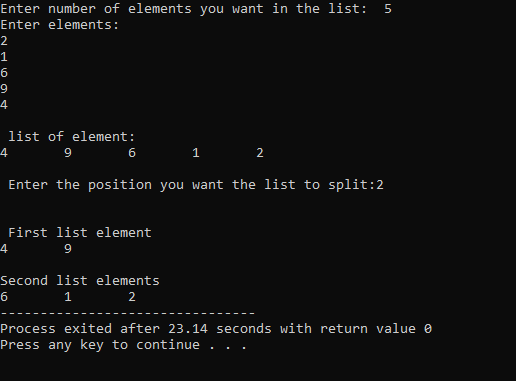 Enter number of elements you want in the list:  5
Enter elements:
2
1
6
9
4
 list of element:
4       9       6       1       2
 Enter the position you want the list to split:2
 First list element
4       9
Second list elements
6       1       2
--------------------------------
Process exited after 23.14 seconds with return value 0
Press any key to continue . . .